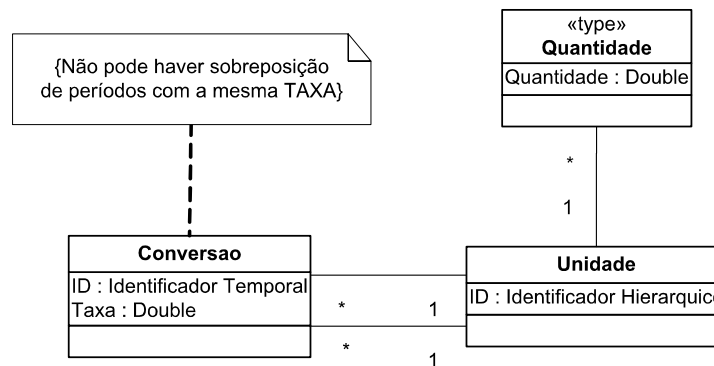 «type»
Quantidade
Quantidade : Double
{Não pode haver sobreposição
de períodos com a mesma TAXA}
*
1
Conversao
ID : Identificador Temporal
Taxa : Double
Unidade
ID : Identificador Hierarquico
*
1
*
1